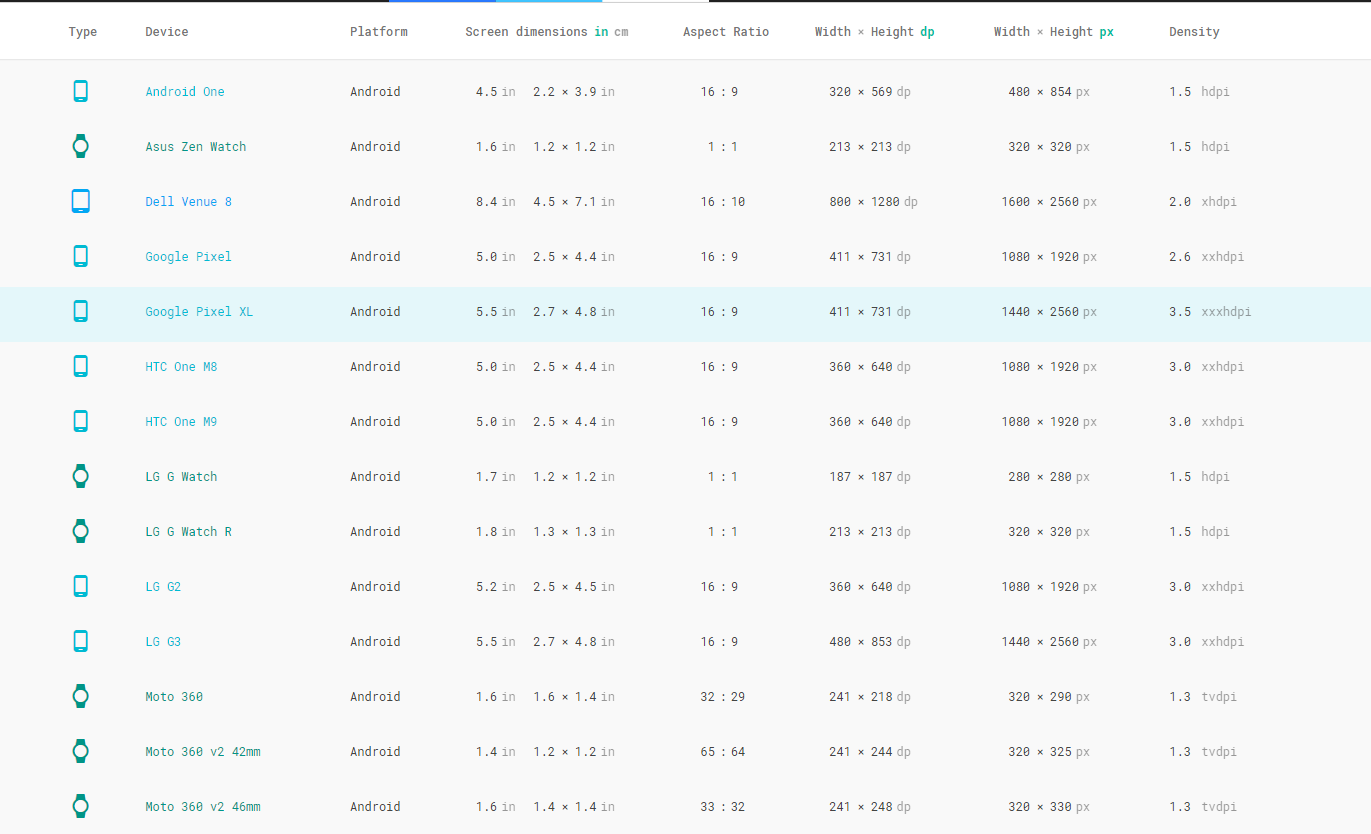 Type Device Platform Screen dimensions in cm Aspect Ratio Width × Height dp Width × Height px Density
Android One Android 4.5 in 2.2 × 3.9 in 16 : 9 320 × 569 dp 480 × 854 px 1.5 hdpi
Asus Zen Watch Android 1.6 in 1.2 × 1.2 in 1 : 1 213 × 213 dp 320 × 320 px 1.5 hdpi
Dell Venue 8 Android 8.4 in 4.5 × 7.1 in 16 : 10 800 × 1280 dp 1600 × 2560 px 2.0 xhdpi
Google Pixel Android 5.0 in 2.5 × 4.4 in 16 : 9 411 × 731 dp 1080 × 1920 px 2.6 xxhdpi
Google Pixel XL Android 5.5 in 2.7 × 4.8 in 16 : 9 411 × 731 dp 1440 × 2560 px 3.5 xxxhdpi
HTC One M8 Android 5.0 in 2.5 × 4.4 in 16 : 9 360 × 640 dp 1080 × 1920 px 3.0 xxhdpi
HTC One M9 Android 5.0 in 2.5 × 4.4 in 16 : 9 360 × 640 dp 1080 × 1920 px 3.0 xxhdpi
LG G Watch Android 1.7 in 1.2 × 1.2 in 1 : 1 187 × 187 dp 280 × 280 px 1.5 hdpi
LG G Watch R Android 1.8 in 1.3 × 1.3 in 1 : 1 213 × 213 dp 320 × 320 px 1.5 hdpi
LG G2 Android 5.2 in 2.5 × 4.5 in 16 : 9 360 × 640 dp 1080 × 1920 px 3.0 xxhdpi
LG G3 Android 5.5 in 2.7 × 4.8 in 16 : 9 480 × 853 dp 1440 × 2560 px 3.0 xxhdpi
Moto 360 Android 1.6 in 1.6 × 1.4 in 32 : 29 241 × 218 dp 320 × 290 px 1.3 tvdpi
Moto 360 v2 42mm Android 1.4 in 1.2 × 1.2 in 65 : 64 241 × 244 dp 320 × 325 px 1.3 tvdpi
Moto 360 v2 46mm Android 1.6 in 1.4 × 1.4 in 33 : 32 241 × 248 dp 320 × 330 px 1.3 tvdpi